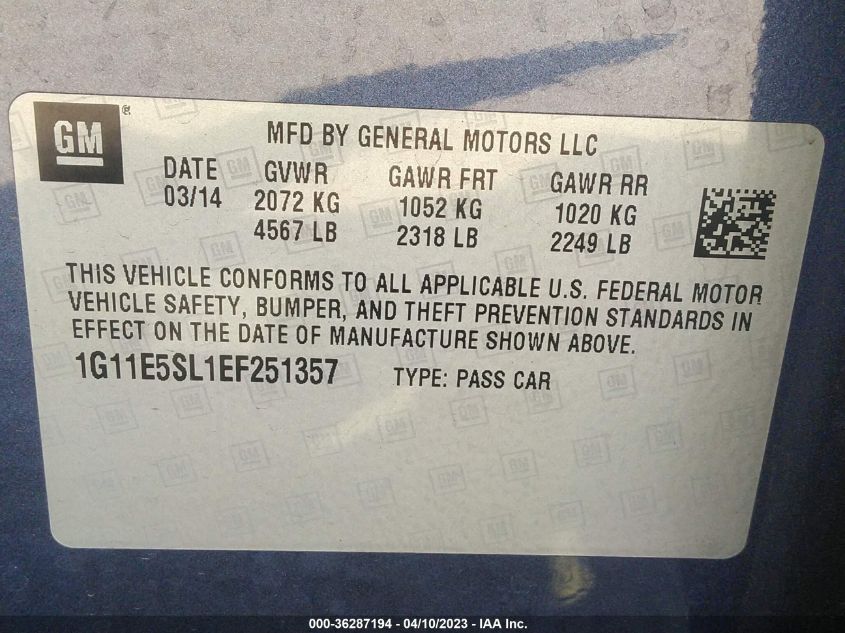 GM®
MFD BY GENERAL MOTORS LLC
DATE GVWR GAWR FRT GAWR RR
03/14 2072 KG 1052 KG 1020 KG
4567 LB 2318 LB 2249 LB
THIS VEHICLE CONFORMS TO ALL APPLICABLE U.S. FEDERAL MOTOR
VEHICLE SAFETY, BUMPER, AND THEFT PREVENTION STANDARDS IN
EFFECT ON THE DATE OF MANUFACTURE SHOWN ABOVE.
1G11E5SL1EF251357 TYPE: PASS CAR
000-36287194 - 04/10/2023 - IAA Inc.